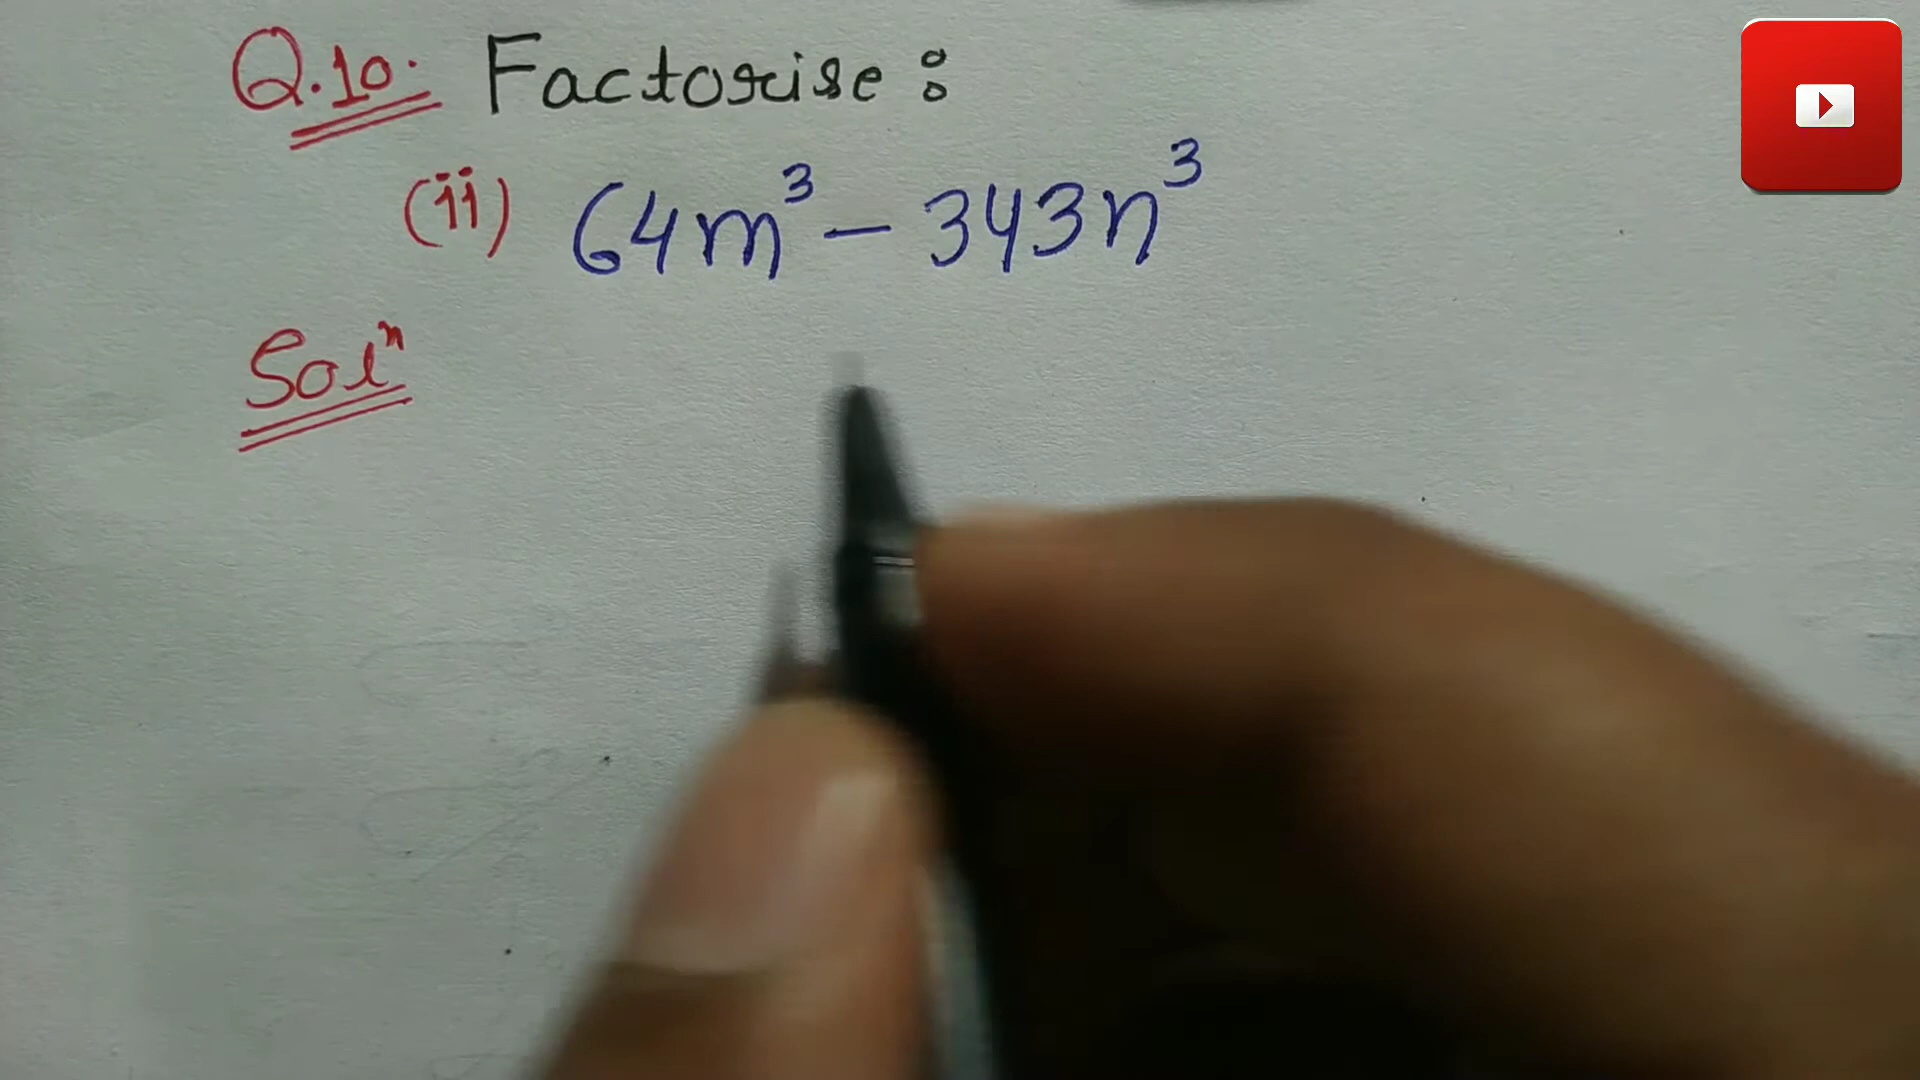 Q.10. Factorise :
(ii) 64m³ - 343n³
Solⁿ